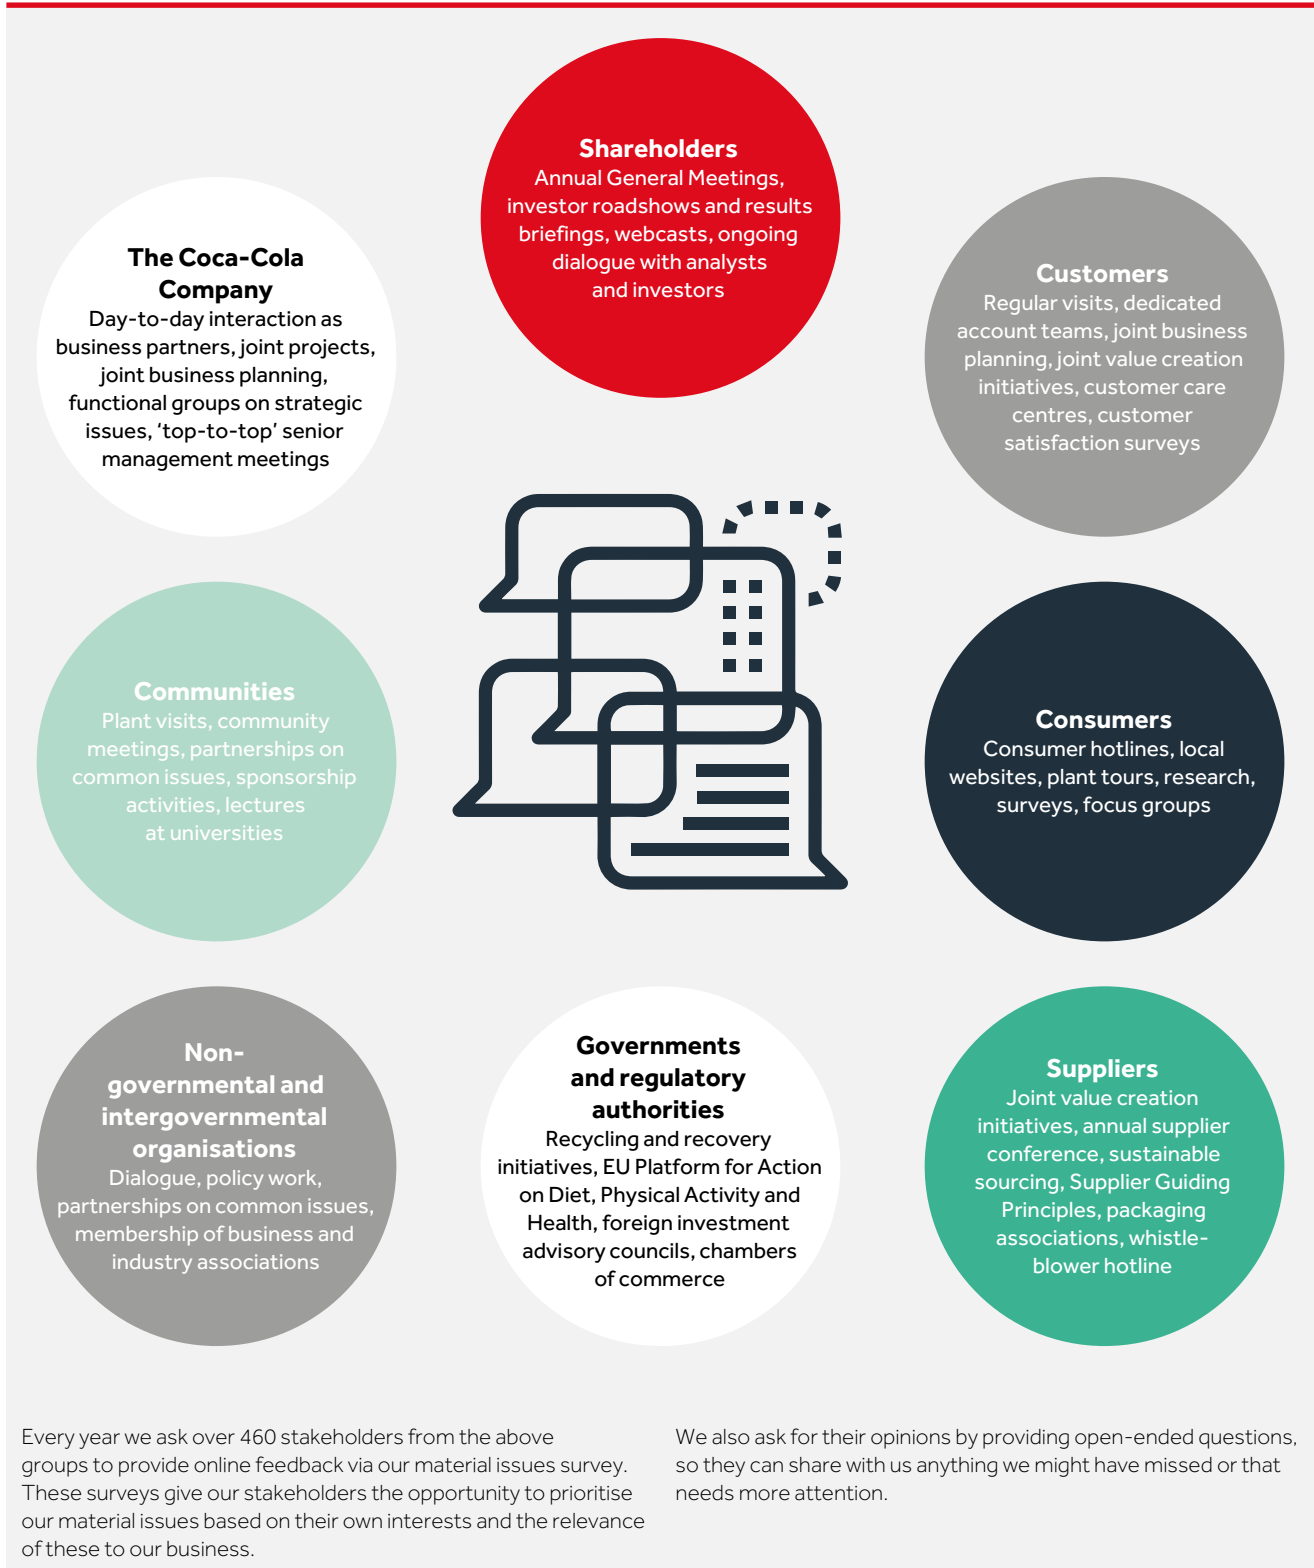 Shareholders
Annual General Meetings,
investor roadshows and results
briefings, webcasts, ongoing
dialogue with analysts
and investors
The Coca-Cola
Company
Day-to-day interaction as
business partners, joint projects,
joint business planning,
functional groups on strategic
issues, ‘top-to-top’ senior
management meetings
Customers
Regular visits, dedicated
account teams, joint business
planning, joint value creation
initiatives, customer care
centres, customer
satisfaction surveys
Communities
Plant visits, community
meetings, partnerships on
common issues, sponsorship
activities, lectures
at universities
Consumers
Consumer hotlines, local
websites, plant tours, research,
surveys, focus groups
Non-
governmental and
intergovernmental
organisations
Dialogue, policy work,
partnerships on common issues,
membership of business and
industry associations
Governments
and regulatory
authorities
Recycling and recovery
initiatives, EU Platform for Action
on Diet, Physical Activity and
Health, foreign investment
advisory councils, chambers
of commerce
Suppliers
Joint value creation
initiatives, annual supplier
conference, sustainable
sourcing, Supplier Guiding
Principles, packaging
associations, whistle-
blower hotline
Every year we ask over 460 stakeholders from the above
groups to provide online feedback via our material issues survey.
These surveys give our stakeholders the opportunity to prioritise
our material issues based on their own interests and the relevance
of these to our business.
We also ask for their opinions by providing open-ended questions,
so they can share with us anything we might have missed or that
needs more attention.